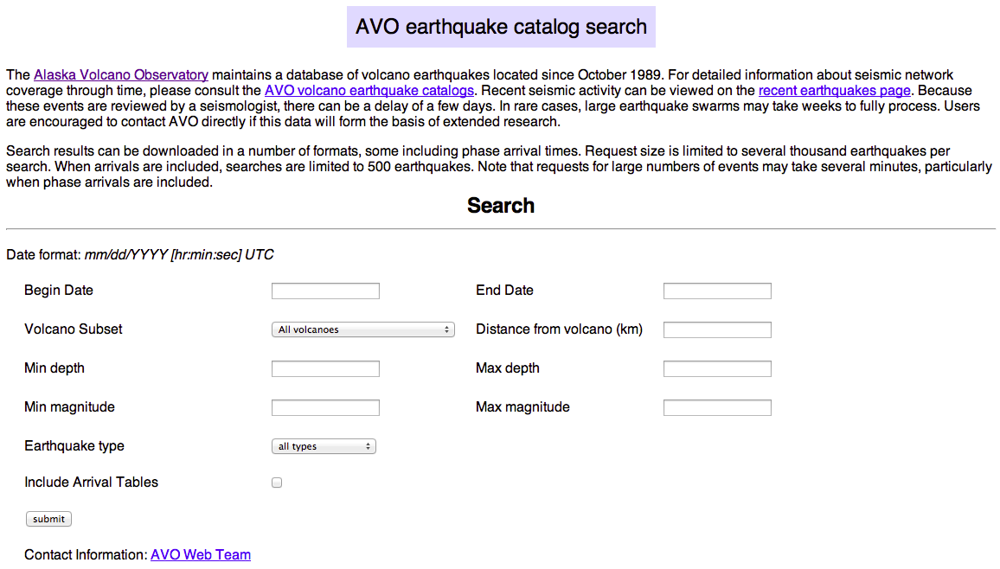 AVO earthquake catalog search
The Alaska Volcano Observatory maintains a database of volcano earthquakes located since October 1989. For detailed information about seismic network
coverage through time, please consult the AVO volcano earthquake catalogs. Recent seismic activity can be viewed on the recent earthquakes page. Because
these events are reviewed by a seismologist, there can be a delay of a few days. In rare cases, large earthquake swarms may take weeks to fully process. Users
are encouraged to contact AVO directly if this data will form the basis of extended research.
Search results can be downloaded in a number of formats, some including phase arrival times. Request size is limited to several thousand earthquakes per
search. When arrivals are included, searches are limited to 500 earthquakes. Note that requests for large numbers of events may take several minutes, particularly
when phase arrivals are included.
Search
Date format: mm/dd/YYYY [hr:min:sec] UTC
Begin Date End Date
Volcano Subset All volcanoes Distance from volcano (km)
Min depth Max depth
Min magnitude Max magnitude
Earthquake type all types
Include Arrival Tables
submit
Contact Information: AVO Web Team